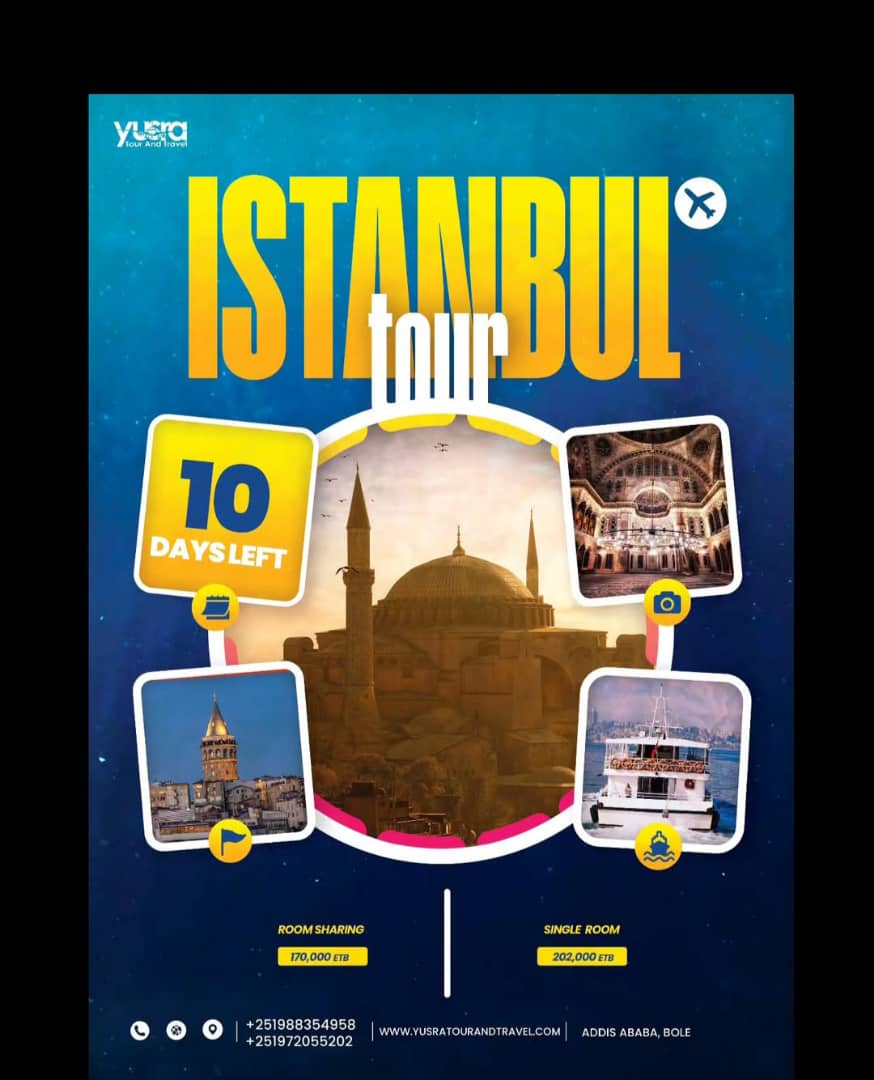 yusra
Tour And Travel
ISTANBUL
tour
10
DAYS LEFT
ROOM SHARING
170,000 ETB
SINGLE ROOM
202,000 ETB
+251988354958
+251972055202
WWW.YUSRATOURANDTRAVEL.COM
ADDIS ABABA, BOLE